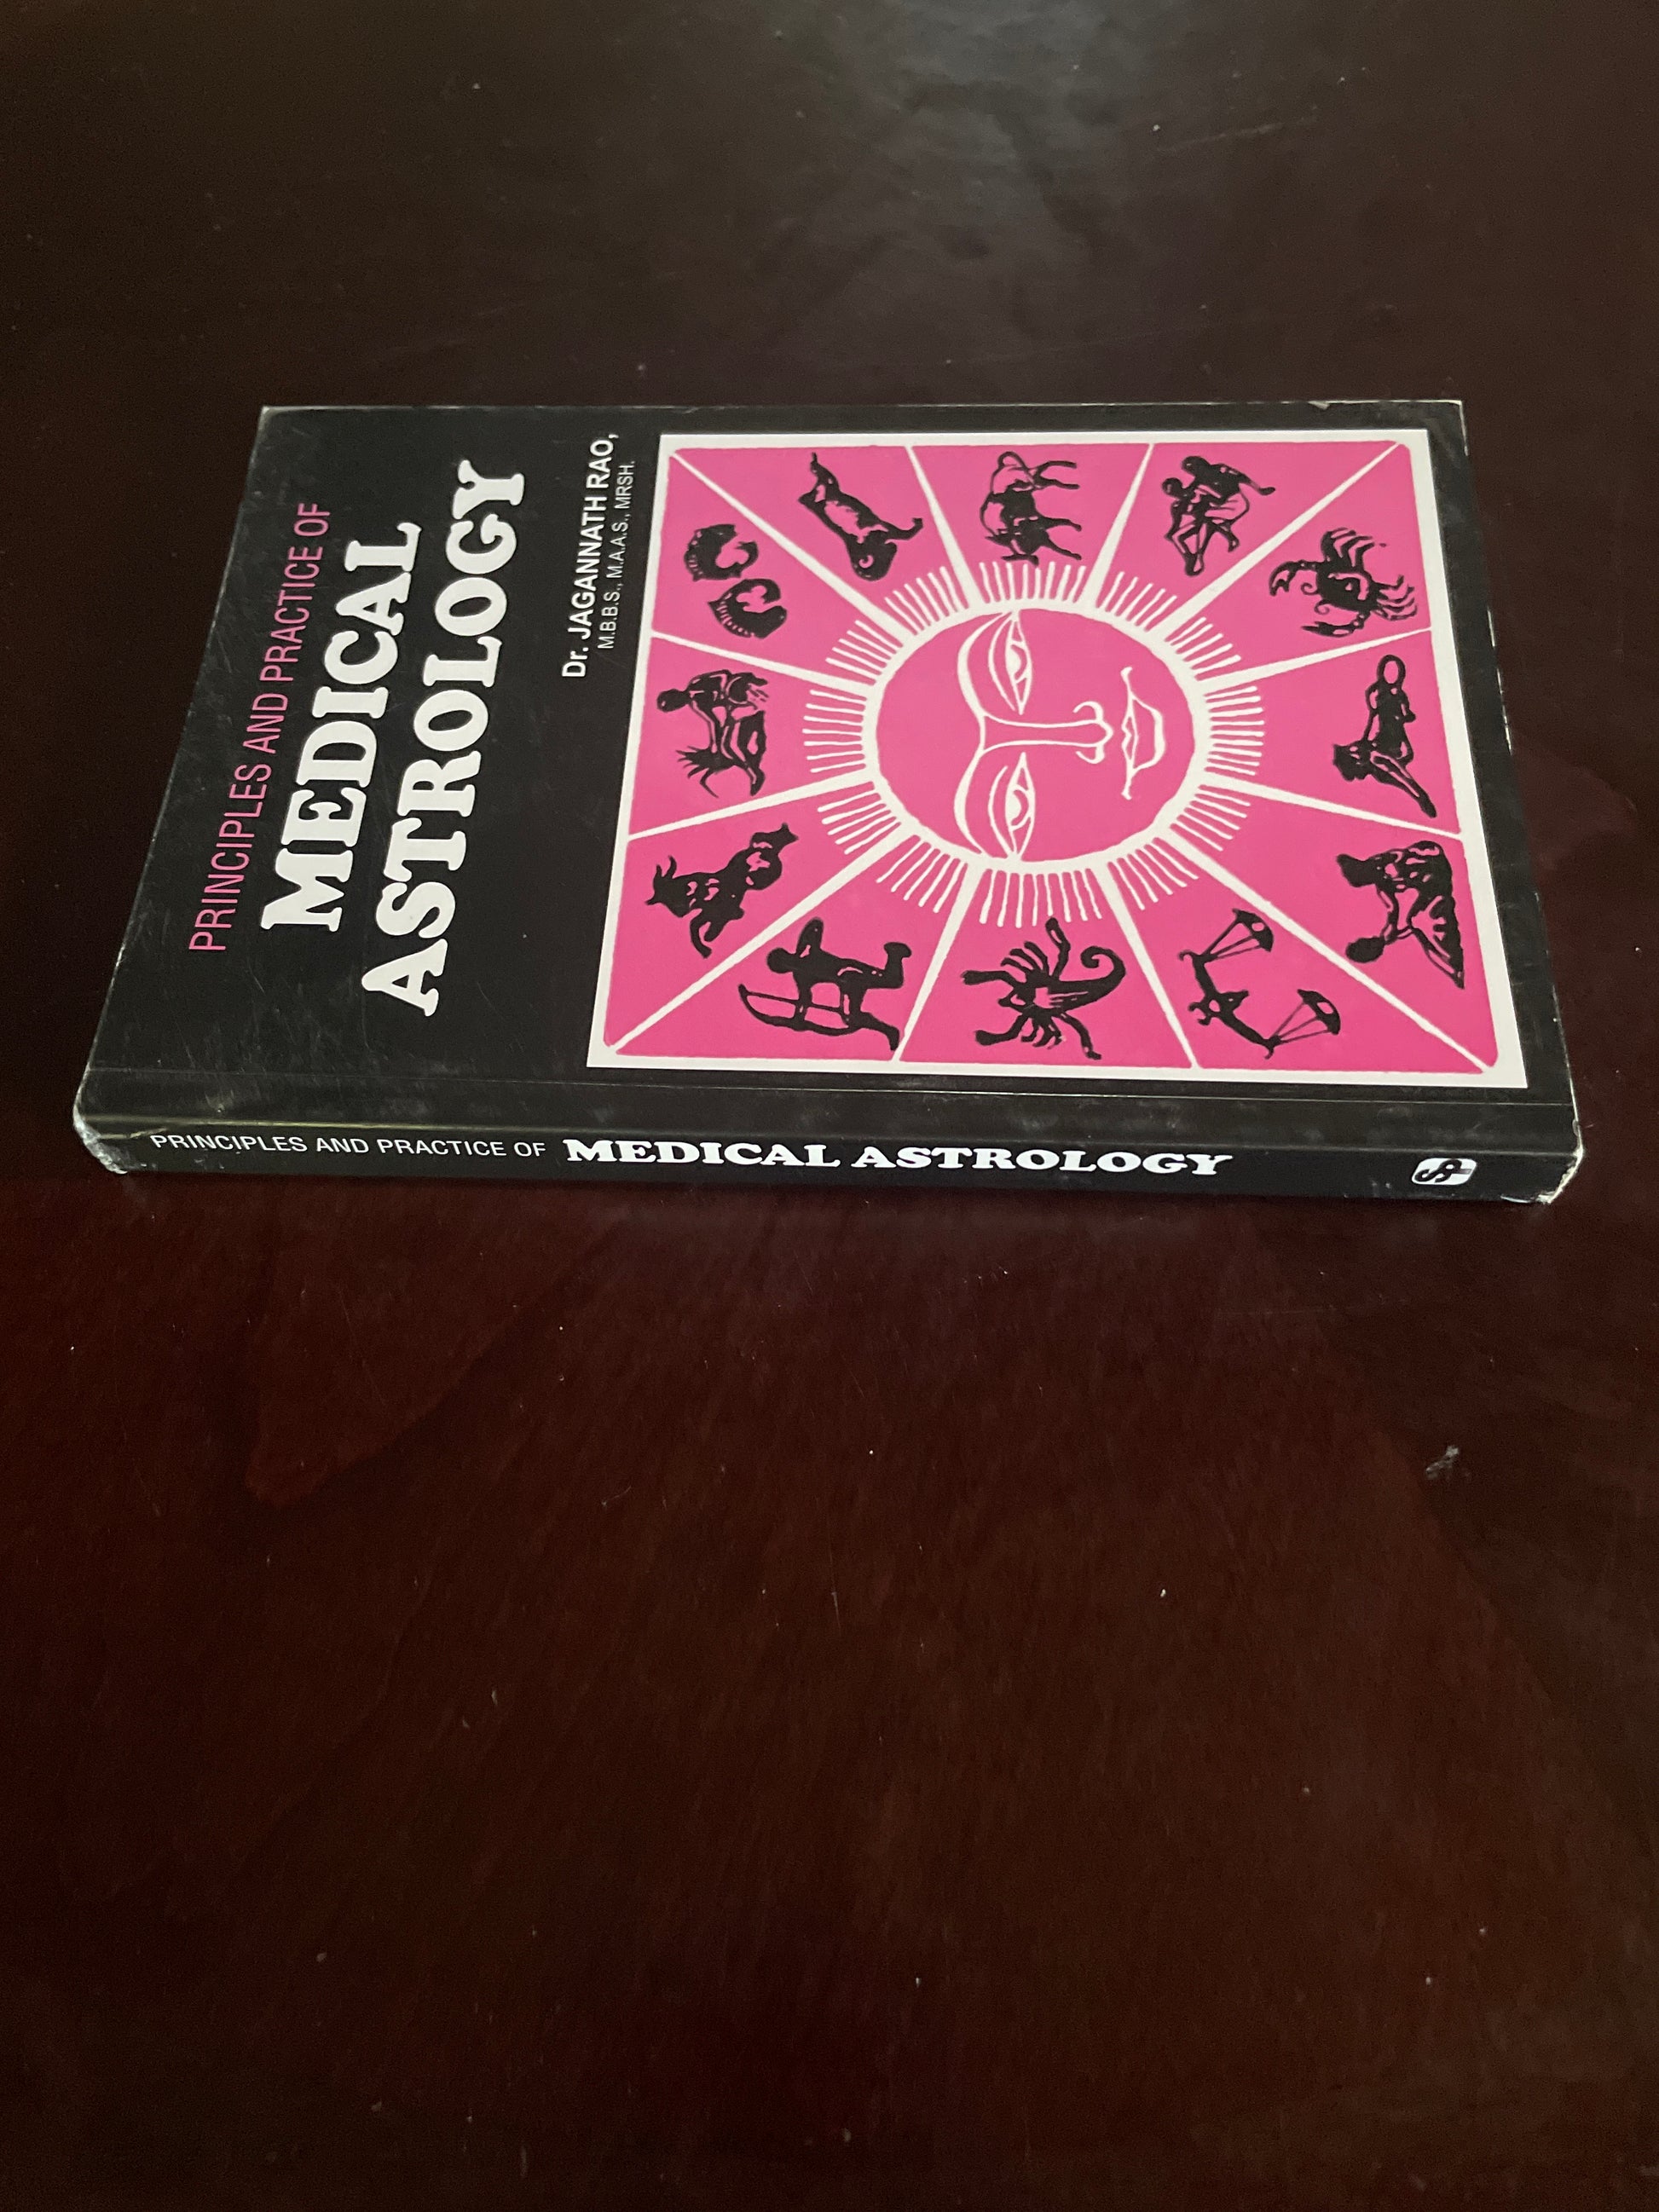 PRINCIPLES AND PRACTICE OF
MEDICAL
ASTROLOGY
Dr. JAGANNATH RAO,
M.B.B.S., M.A.A.S., MRSH.
PRINCIPLES AND PRACTICE OF MEDICAL ASTROLOGY